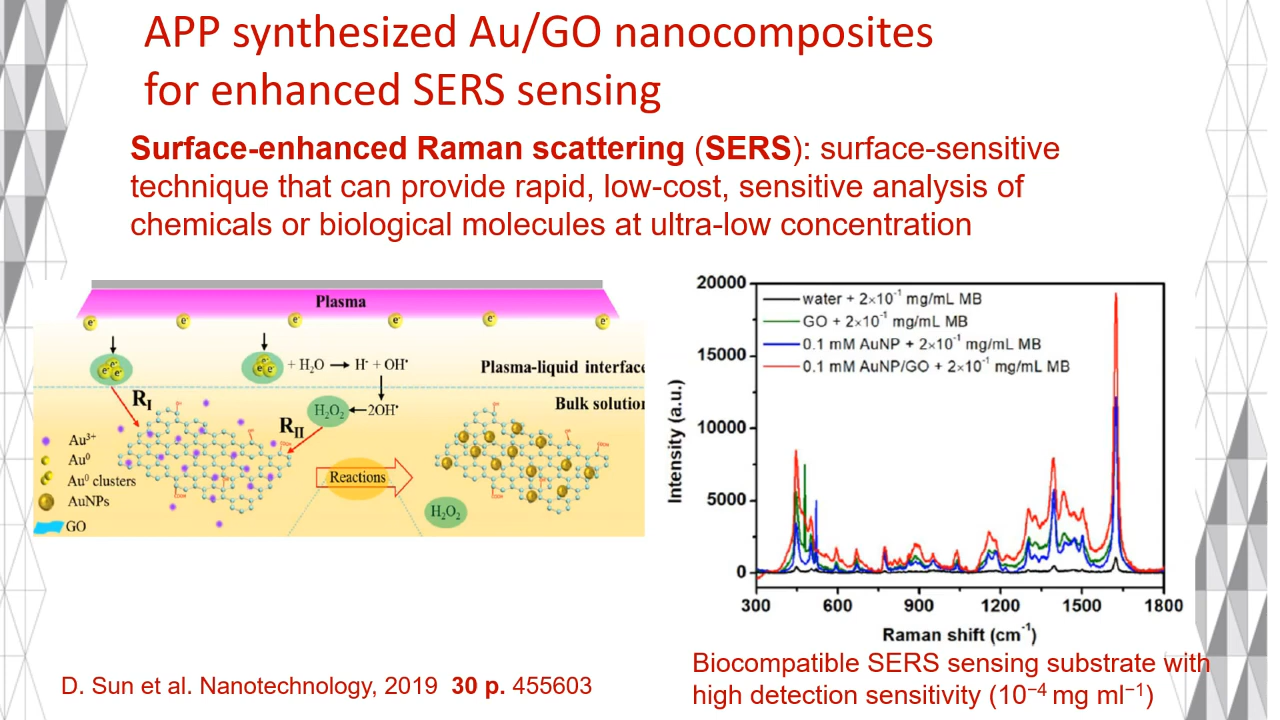 APP synthesized Au/GO nanocomposites
for enhanced SERS sensing
Surface-enhanced Raman scattering (SERS): surface-sensitive
technique that can provide rapid, low-cost, sensitive analysis of
chemicals or biological molecules at ultra-low concentration
Plasma
e⁻ e⁻ e⁻ e⁻ e⁻ e⁻
e⁻ e⁻ e⁻ e⁻ + H₂O → H• + OH•
Plasma-liquid interface
R_I
H₂O₂ ← 2OH•
Bulk solution
R_II
Au³⁺
Au⁰
Au⁰ clusters
AuNPs
GO
Reactions
H₂O₂
20000
15000
10000
5000
0
Intensity (a.u.)
water + 2×10⁻¹ mg/mL MB
GO + 2×10⁻¹ mg/mL MB
0.1 mM AuNP + 2×10⁻¹ mg/mL MB
0.1 mM AuNP/GO + 2×10⁻¹ mg/mL MB
300 600 900 1200 1500 1800
Raman shift (cm⁻¹)
Biocompatible SERS sensing substrate with
high detection sensitivity (10⁻⁴ mg ml⁻¹)
D. Sun et al. Nanotechnology, 2019 30 p. 455603